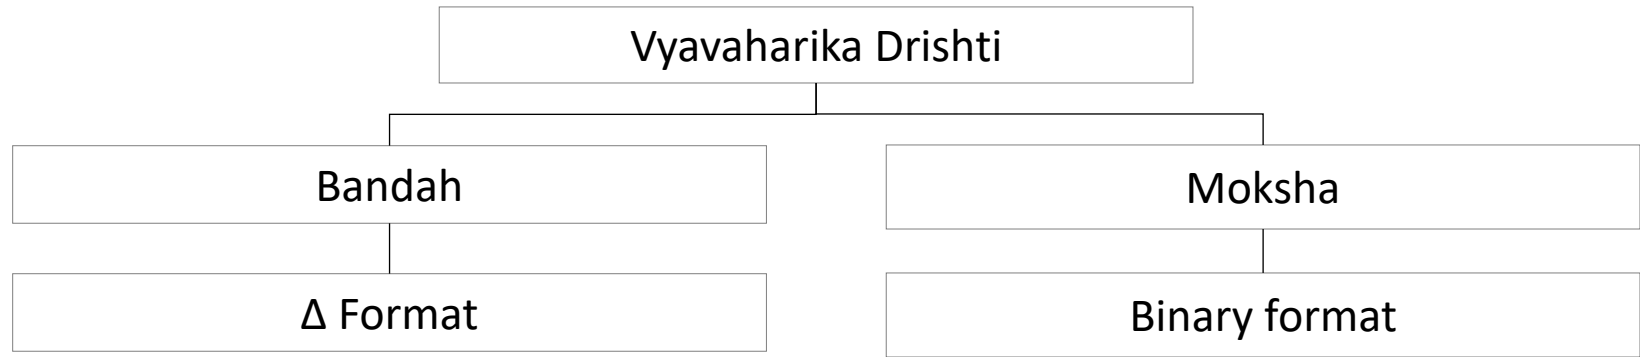 Vyavaharika Drishti
Bandah
Moksha
Δ Format
Binary format